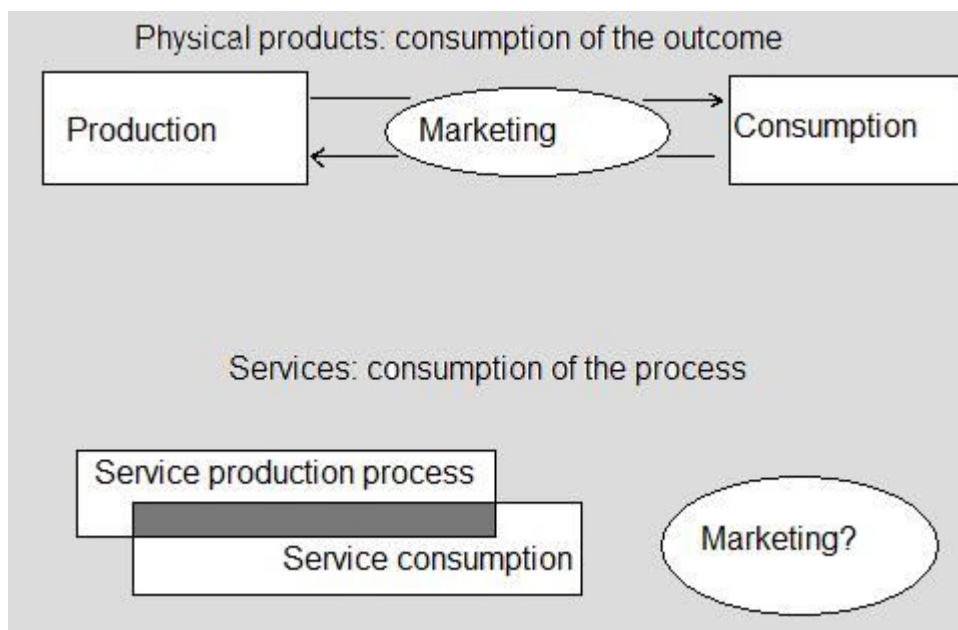 Physical products: consumption of the outcome
Production
Marketing
Consumption
Services: consumption of the process
Service production process
Service consumption
Marketing?